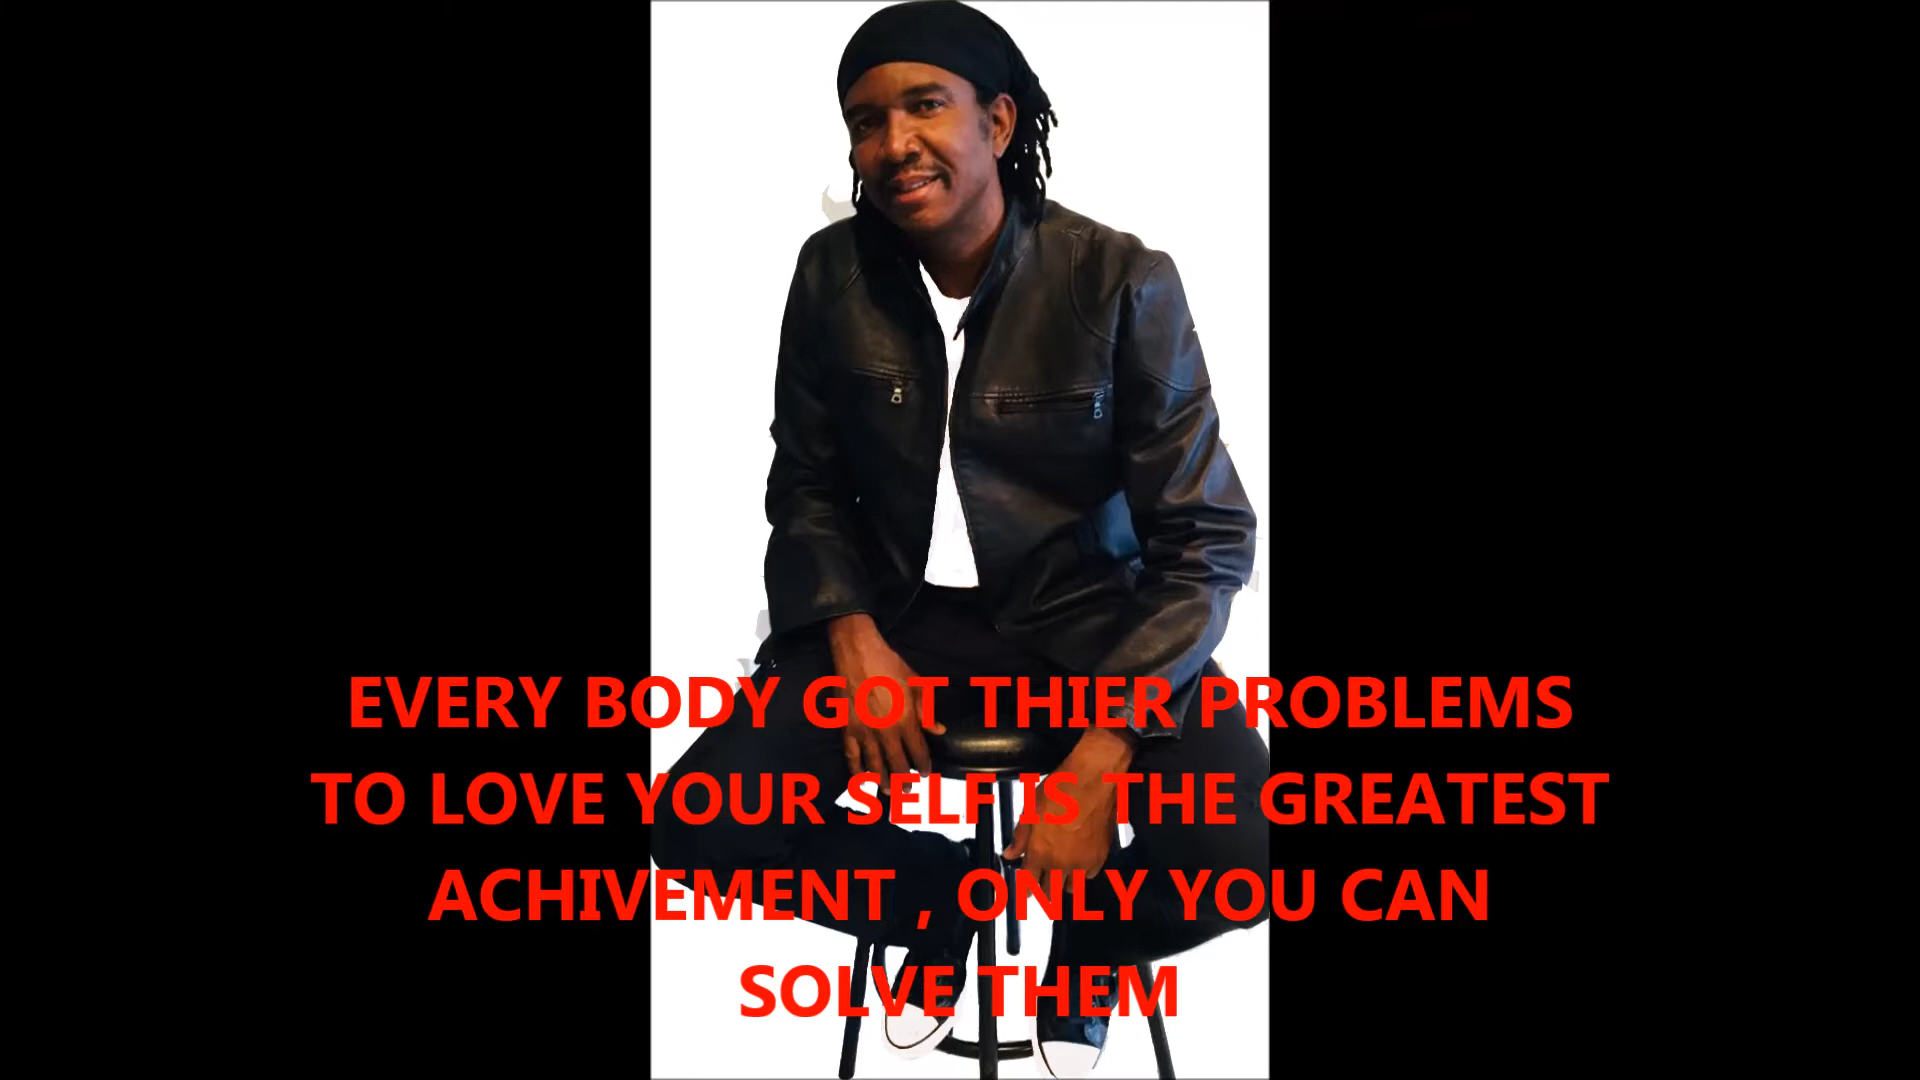 EVERY BODY GOT THIER PROBLEMS
TO LOVE YOUR SELF IS THE GREATEST
ACHIVEMENT , ONLY YOU CAN
SOLVE THEM